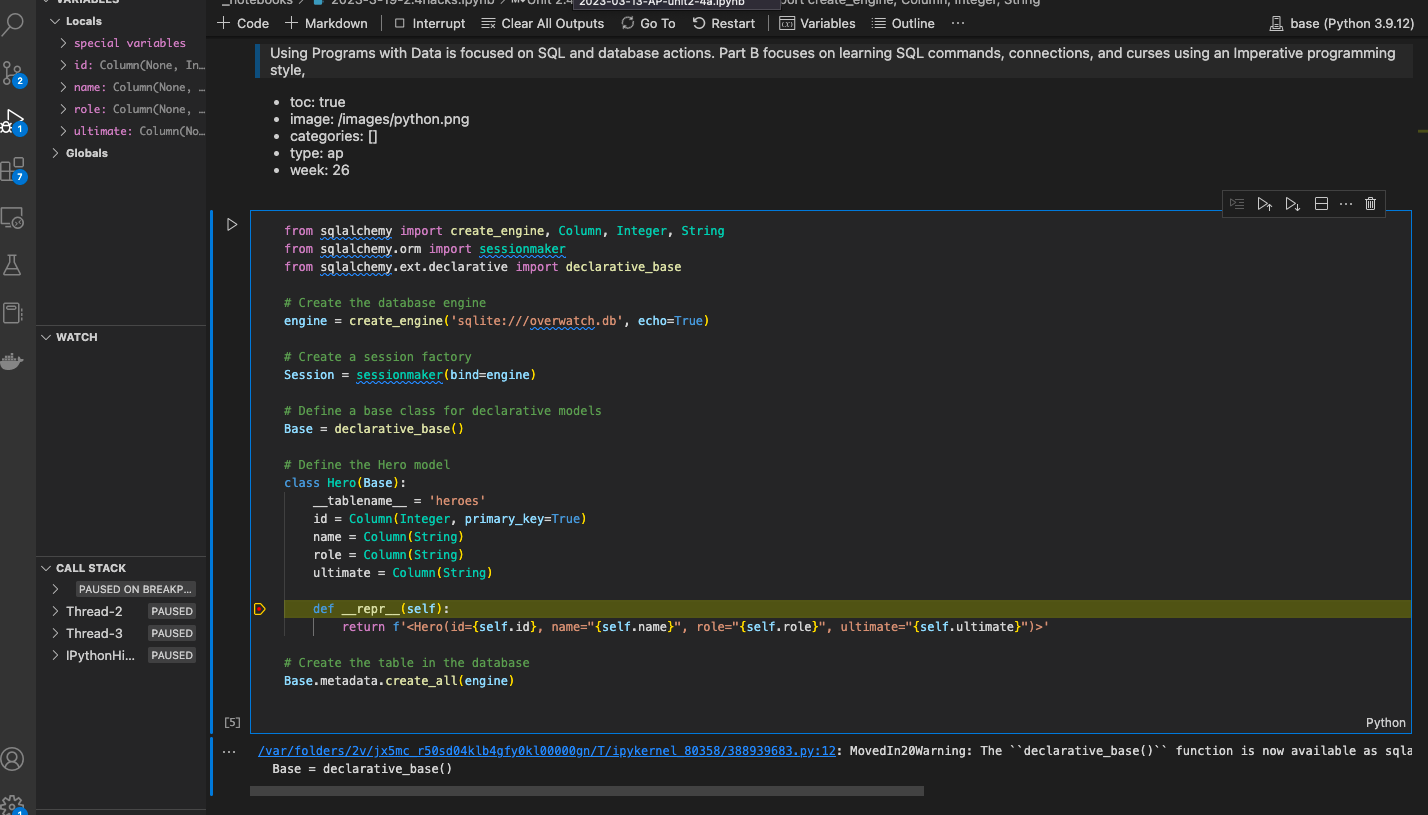 VARIABLES
Locals
special variables
id: Column(None, In...
name: Column(None, ...
role: Column(None, ...
ultimate: Column(No...
Globals
WATCH
CALL STACK
PAUSED ON BREAKP...
Thread-2 PAUSED
Thread-3 PAUSED
IPythonHi... PAUSED
2
1
7
1
_notebooks > 2023-3-19-2.4hacks.ipynb > M+Unit 2.4 2023-03-13-AP-unit2-4a.ipynb port create_engine, Column, Integer, String
+ Code + Markdown Interrupt Clear All Outputs Go To Restart Variables Outline ... base (Python 3.9.12)
Using Programs with Data is focused on SQL and database actions. Part B focuses on learning SQL commands, connections, and curses using an Imperative programming
style,
• toc: true
• image: /images/python.png
• categories: []
• type: ap
• week: 26
from sqlalchemy import create_engine, Column, Integer, String
from sqlalchemy.orm import sessionmaker
from sqlalchemy.ext.declarative import declarative_base
# Create the database engine
engine = create_engine('sqlite:///overwatch.db', echo=True)
# Create a session factory
Session = sessionmaker(bind=engine)
# Define a base class for declarative models
Base = declarative_base()
# Define the Hero model
class Hero(Base):
__tablename__ = 'heroes'
id = Column(Integer, primary_key=True)
name = Column(String)
role = Column(String)
ultimate = Column(String)
def __repr__(self):
return f'<Hero(id={self.id}, name="{self.name}", role="{self.role}", ultimate="{self.ultimate}")>'
# Create the table in the database
Base.metadata.create_all(engine)
[5]
Python
... /var/folders/2v/jx5mc_r50sd04klb4gfy0kl00000gn/T/ipykernel_80358/388939683.py:12: MovedIn20Warning: The ``declarative_base()`` function is now available as sqla
Base = declarative_base()